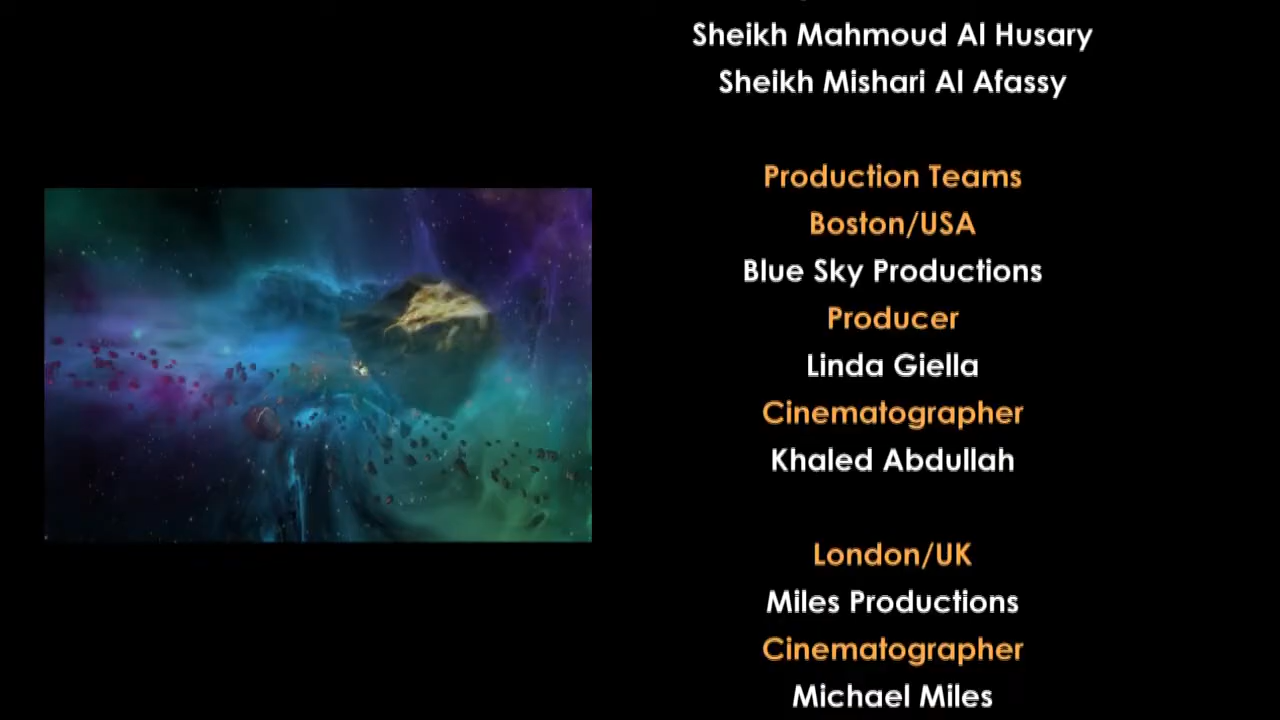 Sheikh Mahmoud Al Husary
Sheikh Mishari Al Afassy
Production Teams
Boston/USA
Blue Sky Productions
Producer
Linda Giella
Cinematographer
Khaled Abdullah
London/UK
Miles Productions
Cinematographer
Michael Miles